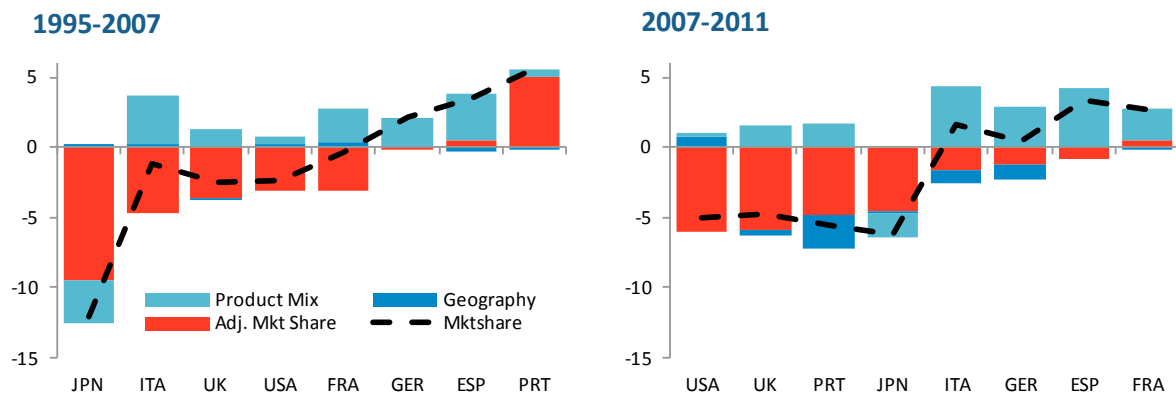 1995-2007
5
0
-5
-10
-15
Product Mix
Geography
Adj. Mkt Share
Mktshare
JPN ITA UK USA FRA GER ESP PRT
2007-2011
5
0
-5
-10
-15
USA UK PRT JPN ITA GER ESP FRA